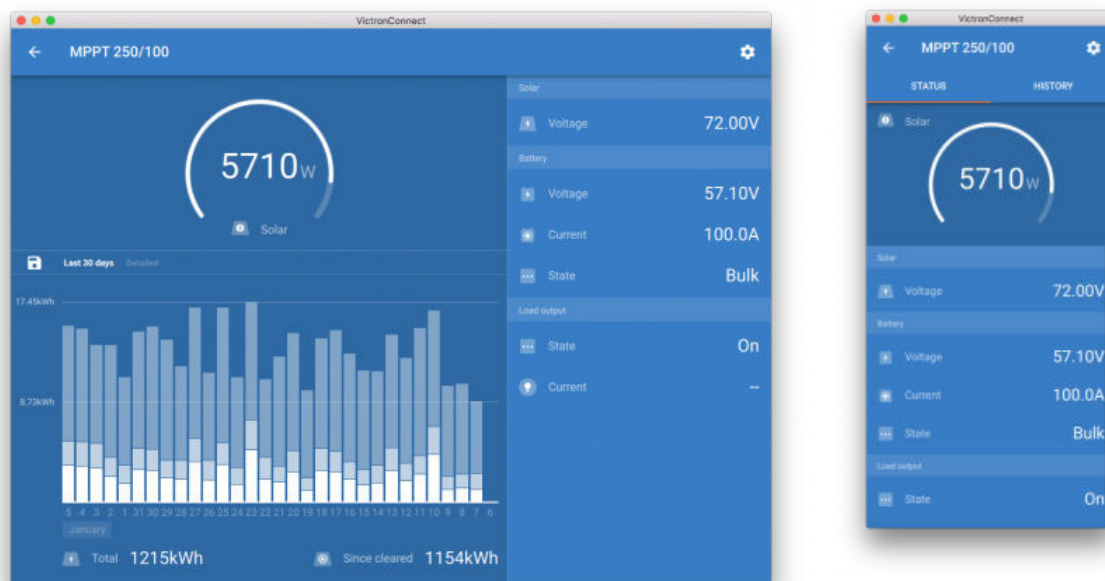 VictronConnect
MPPT 250/100
5710W
Solar
Last 30 days Detailed
17.45kWh
8.73kWh
5 4 3 2 1 31 30 29 28 27 26 25 24 23 22 21 20 19 18 17 16 15 14 13 12 11 10 9 8 7 6
January
Total 1215kWh Since cleared 1154kWh
Solar
Voltage 72.00V
Battery
Voltage 57.10V
Current 100.0A
State Bulk
Load output
State On
Current --
VictronConnect
MPPT 250/100
STATUS HISTORY
Solar
5710W
Solar
Voltage 72.00V
Battery
Voltage 57.10V
Current 100.0A
State Bulk
Load output
State On